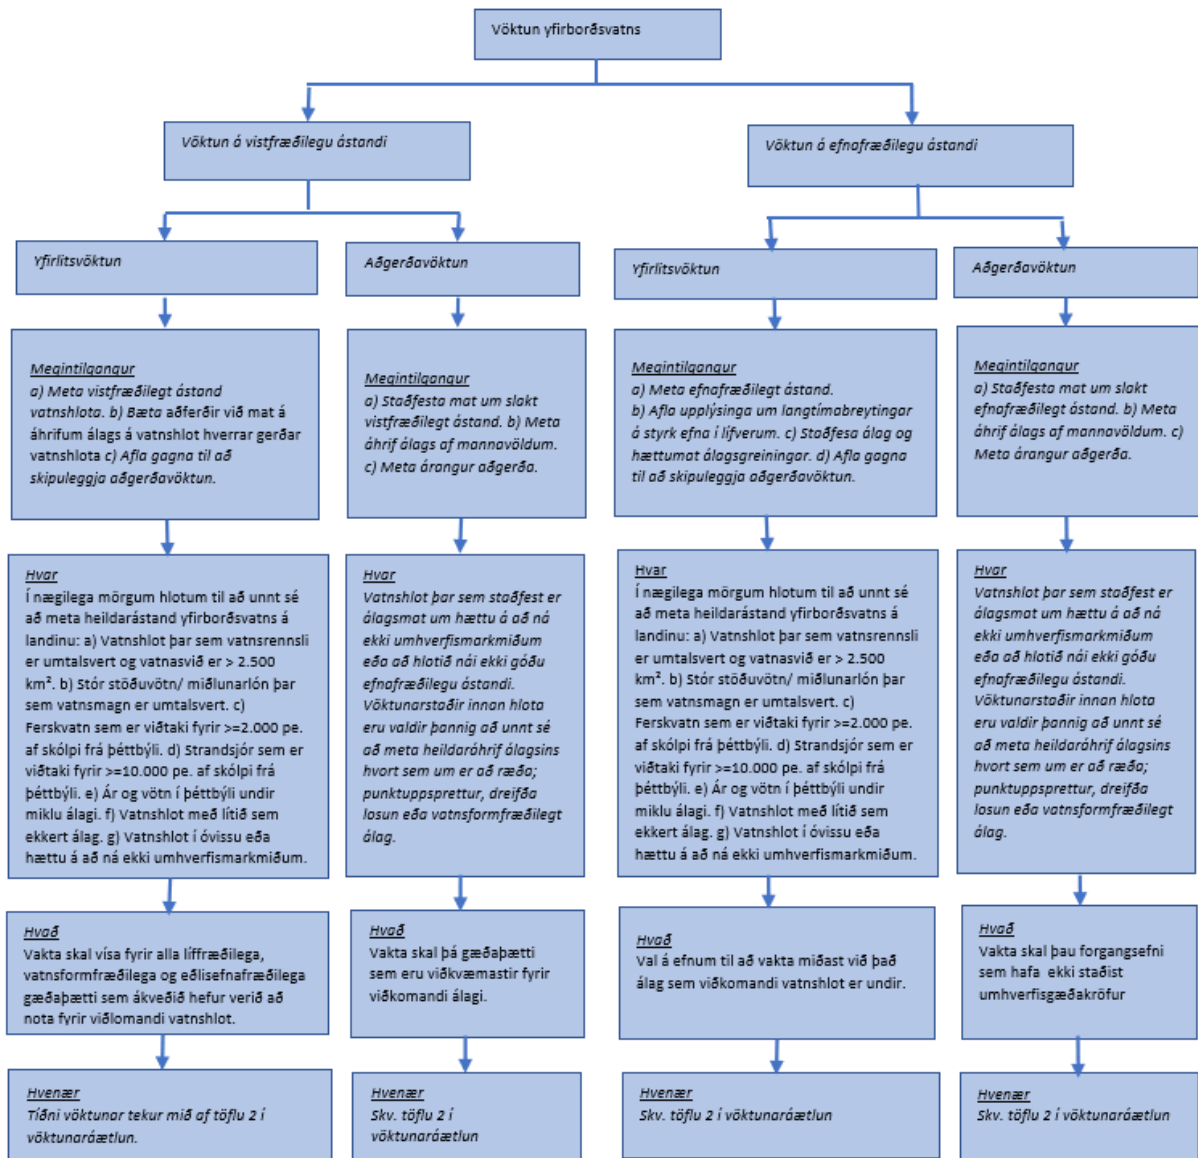 Vöktun yfirborðsvatns
Vöktun á vistfræðilegu ástandi
Vöktun á efnafræðilegu ástandi
Yfirlitsvöktun
Aðgerðavöktun
Yfirlitsvöktun
Aðgerðavöktun
Megintilgangur
a) Meta vistfræðilegt ástand
vatnshlota. b) Bæta aðferðir við mat á
áhrifum álags á vatnshlot hverrar gerðar
vatnshlota c) Afla gagna til að
skipuleggja aðgerðavöktun.
Megintilgangur
a) Staðfesta mat um slakt
vistfræðilegt ástand. b) Meta
áhrif álags af mannavöldum.
c) Meta árangur aðgerða.
Megintilgangur
a) Meta efnafræðilegt ástand.
b) Afla upplýsinga um langtímabreytingar
á styrk efna í lífverum. c) Staðfesa álag og
hættumat álagsgreiningar. d) Afla gagna
til að skipuleggja aðgerðavöktun.
Megintilgangur
a) Staðfesta mat um slakt
efnafræðilegt ástand. b) Meta
áhrif álags af mannavöldum. c)
Meta árangur aðgerða.
Hvar
Í nægilega mörgum hlotum til að unnt sé
að meta heildarástand yfirborðsvatns á
landinu: a) Vatnshlot þar sem vatnsrennsli
er umtalsvert og vatnasvið er > 2.500
km². b) Stór stöðuvötn/ miðlunarlón þar
sem vatnsmagn er umtalsvert. c)
Ferskvatn sem er viðtaki fyrir >=2.000 pe.
af skólpi frá þéttbýli. d) Strandsjór sem er
viðtaki fyrir >=10.000 pe. af skólpi frá
þéttbýli. e) Ár og vötn í þéttbýli undir
miklu álagi. f) Vatnshlot með lítið sem
ekkert álag. g) Vatnshlot í óvissu eða
hættu á að ná ekki umhverfismarkmiðum.
Hvar
Vatnshlot þar sem staðfest er
álagsmat um hættu á að ná
ekki umhverfismarkmiðum
eða að hlotið nái ekki góðu
efnafræðilegu ástandi.
Vöktunarstaðir innan hlota
eru valdir þannig að unnt sé
að meta heildaráhrif álagsins
hvort sem um er að ræða;
punktuppsprettur, dreifða
losun eða vatnsformfræðilegt
álag.
Hvar
Í nægilega mörgum hlotum til að unnt sé
að meta heildarástand yfirborðsvatns á
landinu: a) Vatnshlot þar sem vatnsrennsli
er umtalsvert og vatnasvið er > 2.500
km². b) Stór stöðuvötn/ miðlunarlón þar
sem vatnsmagn er umtalsvert. c)
Ferskvatn sem er viðtaki fyrir >=2.000 pe.
af skólpi frá þéttbýli. d) Strandsjór sem er
viðtaki fyrir >=10.000 pe. af skólpi frá
þéttbýli. e) Ár og vötn í þéttbýli undir
miklu álagi. f) Vatnshlot með lítið sem
ekkert álag. g) Vatnshlot í óvissu eða
hættu á að ná ekki umhverfismarkmiðum.
Hvar
Vatnshlot þar sem staðfest er
álagsmat um hættu á að ná
ekki umhverfismarkmiðum
eða að hlotið nái ekki góðu
efnafræðilegu ástandi.
Vöktunarstaðir innan hlota
eru valdir þannig að unnt sé
að meta heildaráhrif álagsins
hvort sem um er að ræða;
punktuppsprettur, dreifða
losun eða vatnsformfræðilegt
álag.
Hvað
Vakta skal vísa fyrir alla líffræðilega,
vatnsformfræðilega og eðlisefnafræðilega
gæðaþætti sem ákveðið hefur verið að
nota fyrir viðlomandi vatnshlot.
Hvað
Vakta skal þá gæðaþætti
sem eru viðkvæmastir fyrir
viðkomandi álagi.
Hvað
Val á efnum til að vakta miðast við það
álag sem viðkomandi vatnshlot er undir.
Hvað
Vakta skal þau forgangsefni
sem hafa ekki staðist
umhverfisgæðakröfur
Hvenær
Tíðni vöktunar tekur mið af töflu 2 í
vöktunaráætlun.
Hvenær
Skv. töflu 2 í
vöktunaráætlun
Hvenær
Skv. töflu 2 í vöktunaráætlun
Hvenær
Skv. töflu 2 í vöktunaráætlun